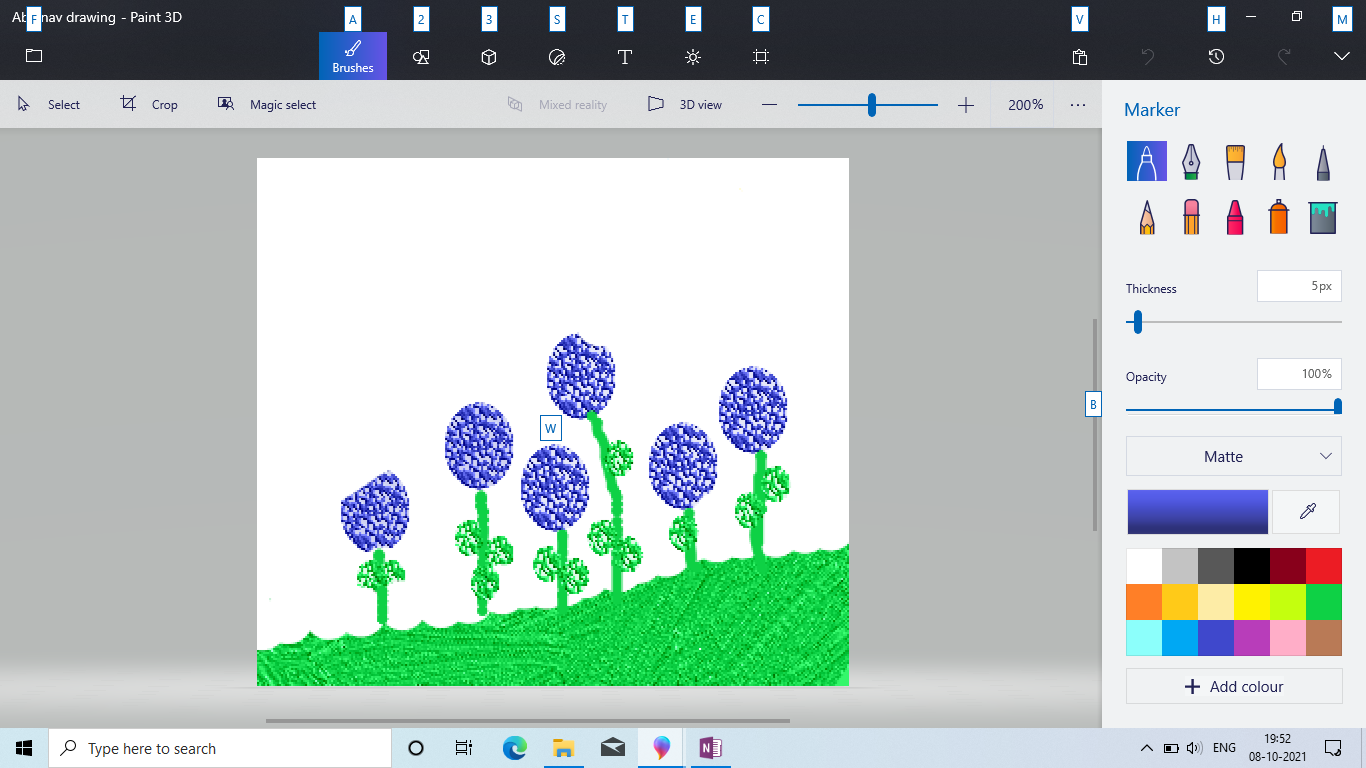 Ab
nav drawing - Paint 3D
F
A
2
3
S
T
E
C
V
H
M
Brushes
Select
Crop
Magic select
Mixed reality
3D view
200%
Marker
Thickness
5px
Opacity
100%
B
W
Matte
Add colour
Type here to search
N
ENG
19:52
08-10-2021